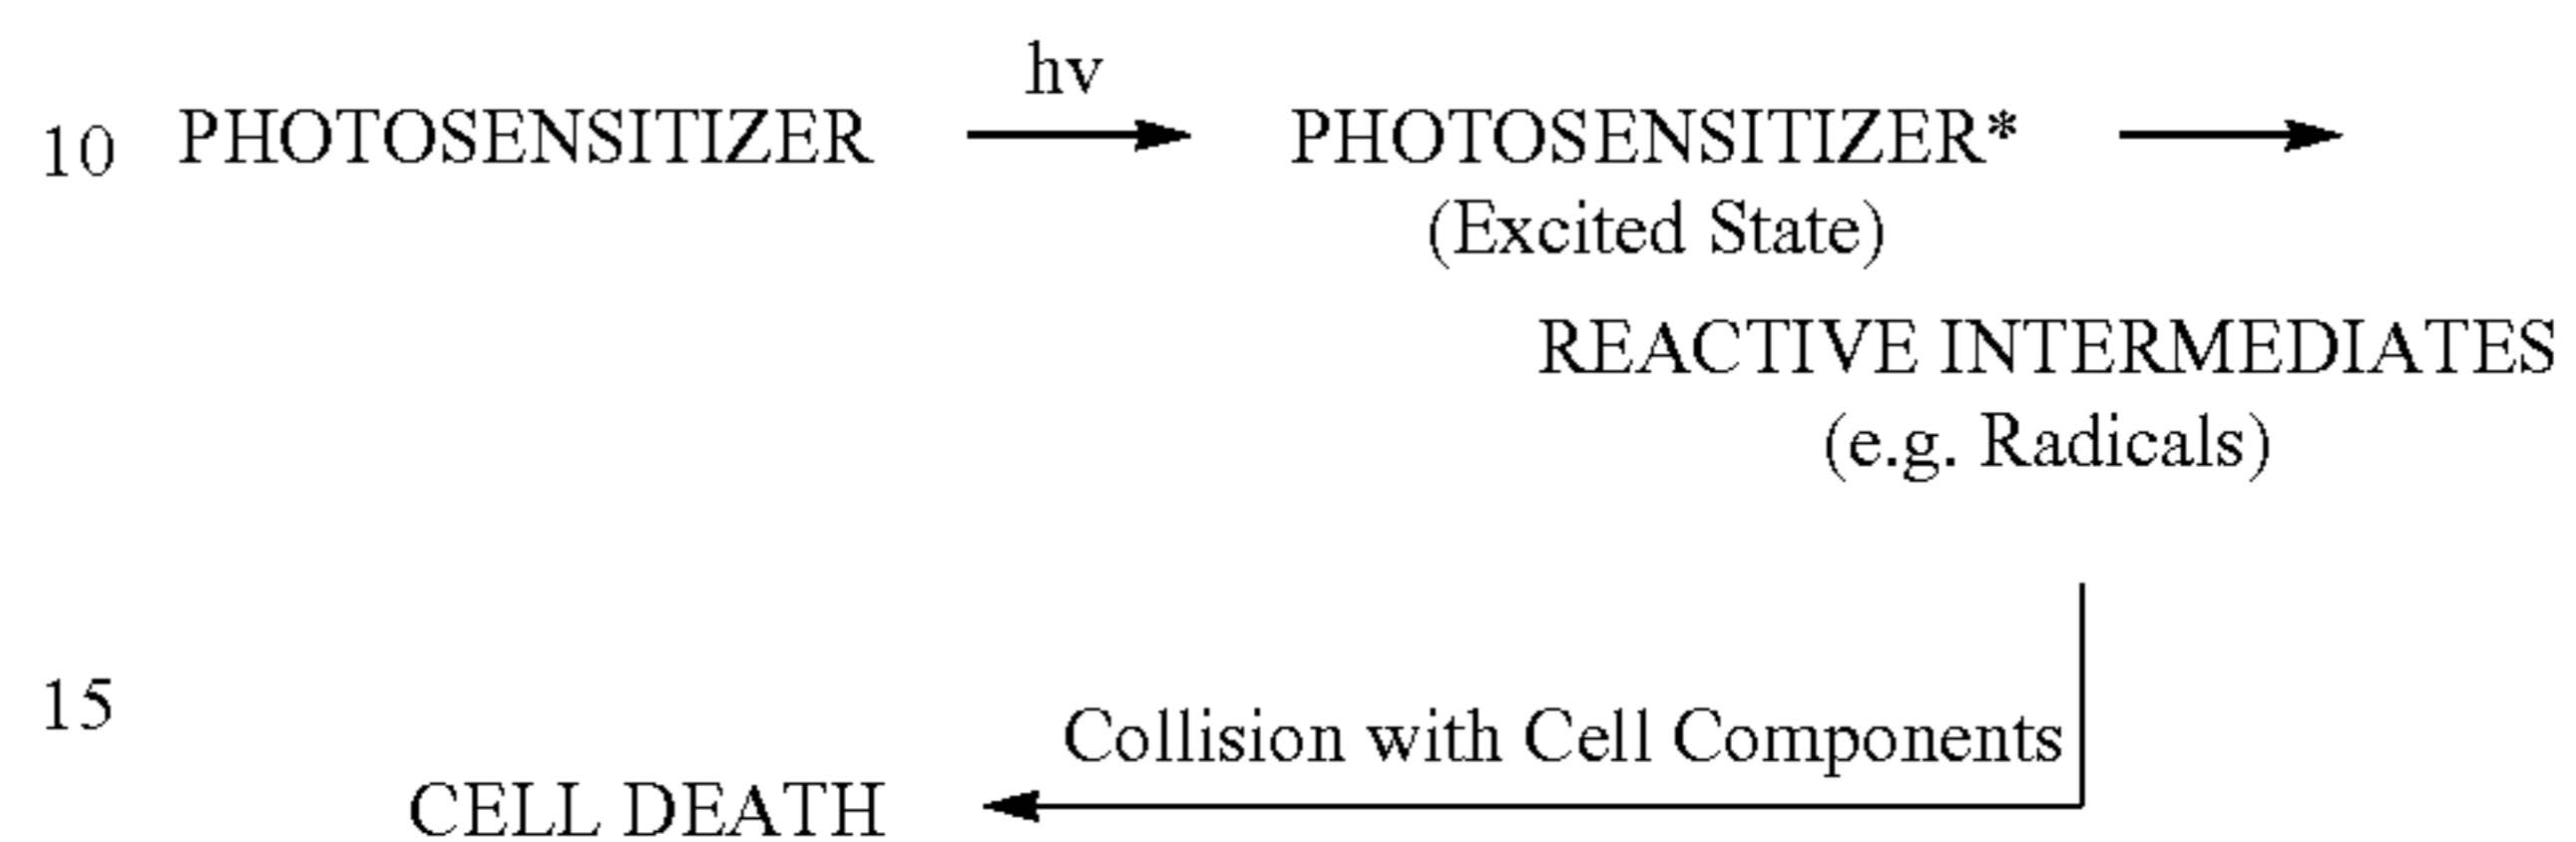 hv
10 PHOTOSENSITIZER PHOTOSENSITIZER*
(Excited State)
REACTIVE INTERMEDIATES
(e.g. Radicals)
15
Collision with Cell Components
CELL DEATH